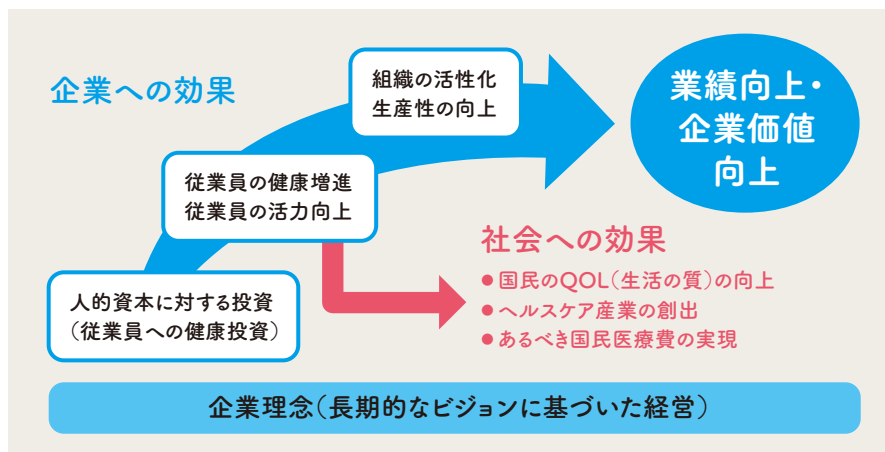 企業への効果
組織の活性化
生産性の向上
業績向上・
企業価値
向上
従業員の健康増進
従業員の活力向上
人的資本に対する投資
（従業員への健康投資）
社会への効果
●国民のQOL（生活の質）の向上
●ヘルスケア産業の創出
●あるべき国民医療費の実現
企業理念（長期的なビジョンに基づいた経営）